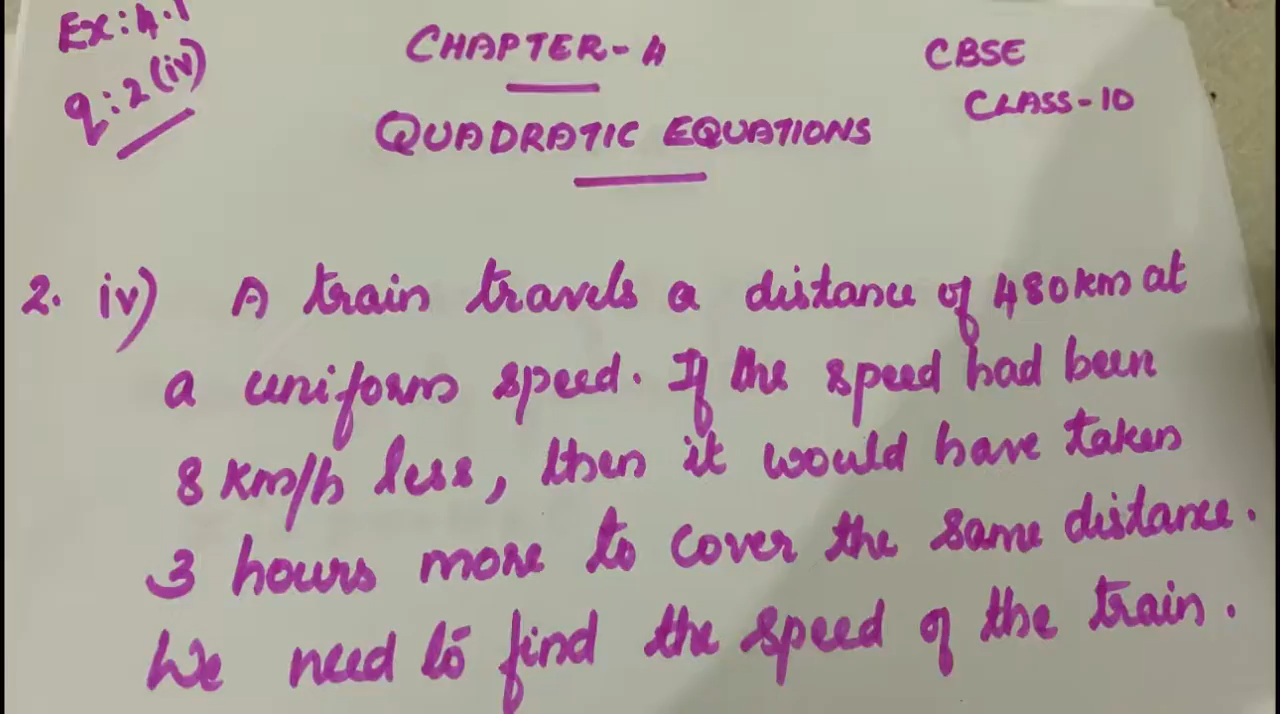 Ex: 4.1
q: 2 (iv)
CHAPTER-4
CBSE
CLASS-10
QUADRATIC EQUATIONS
2. iv) A train travels a distance of 480 km at
a uniform speed. If the speed had been
8 km/h less, then it would have taken
3 hours more to cover the same distance.
We need to find the speed of the train.